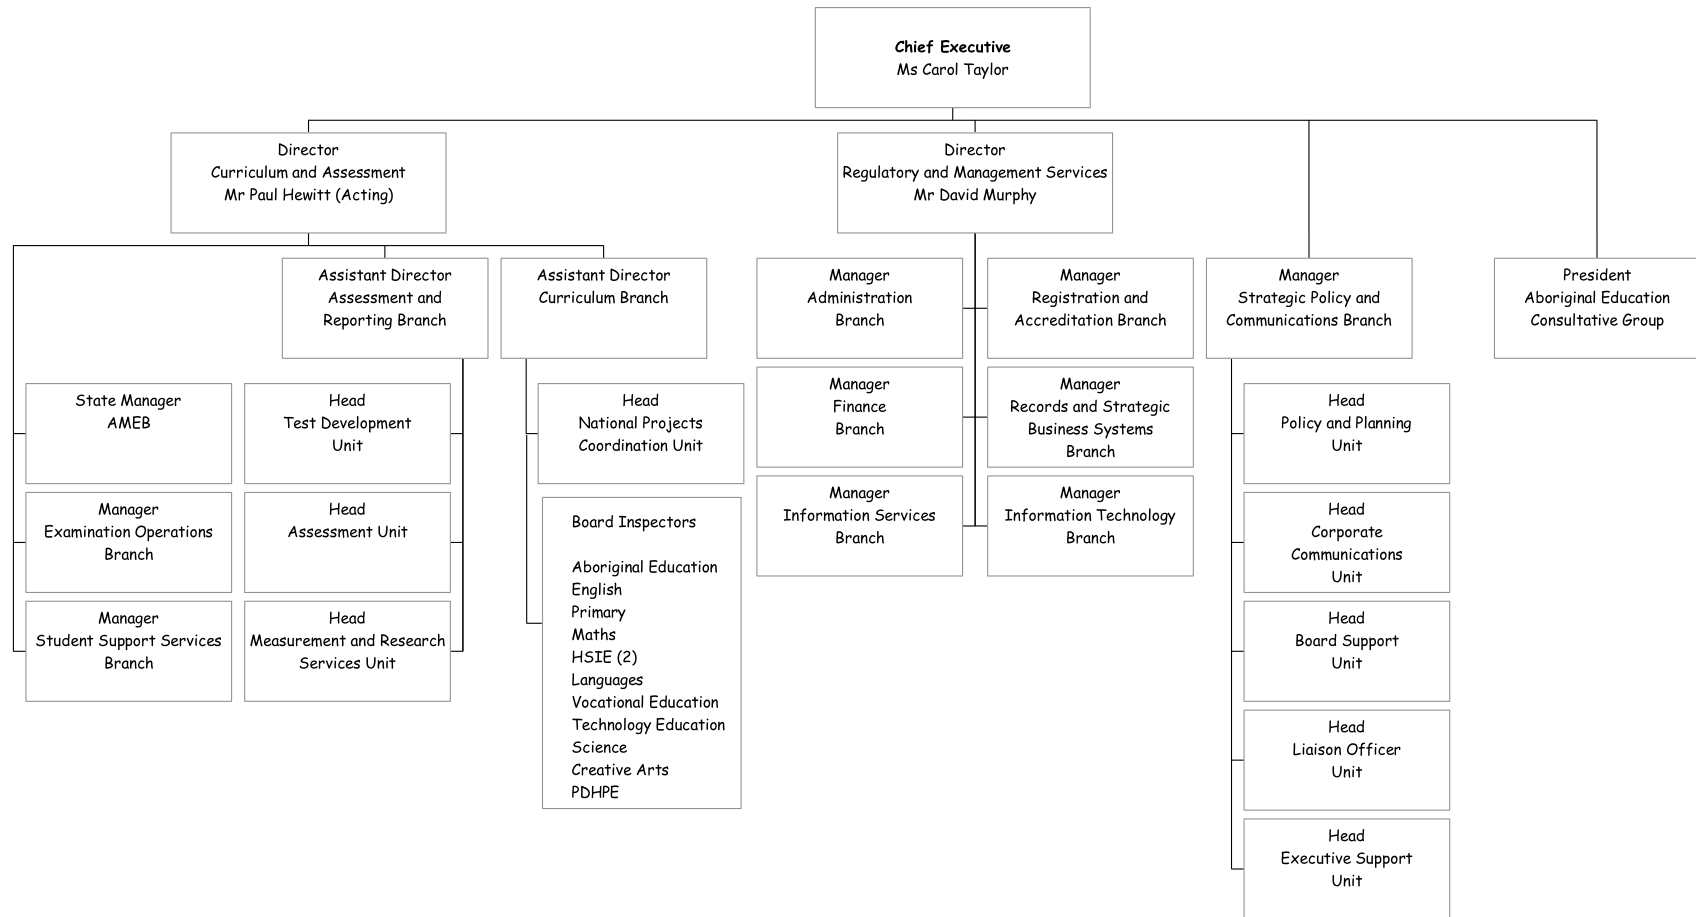 Chief Executive
Ms Carol Taylor
Director
Curriculum and Assessment
Mr Paul Hewitt (Acting)
Director
Regulatory and Management Services
Mr David Murphy
Assistant Director
Assessment and
Reporting Branch
Assistant Director
Curriculum Branch
Manager
Administration
Branch
Manager
Registration and
Accreditation Branch
Manager
Strategic Policy and
Communications Branch
President
Aboriginal Education
Consultative Group
State Manager
AMEB
Head
Test Development
Unit
Head
National Projects
Coordination Unit
Manager
Finance
Branch
Manager
Records and Strategic
Business Systems
Branch
Head
Policy and Planning
Unit
Manager
Examination Operations
Branch
Head
Assessment Unit
Board Inspectors
Aboriginal Education
English
Primary
Maths
HSIE (2)
Languages
Vocational Education
Technology Education
Science
Creative Arts
PDHPE
Manager
Information Services
Branch
Manager
Information Technology
Branch
Head
Corporate
Communications
Unit
Manager
Student Support Services
Branch
Head
Measurement and Research
Services Unit
Head
Board Support
Unit
Head
Liaison Officer
Unit
Head
Executive Support
Unit